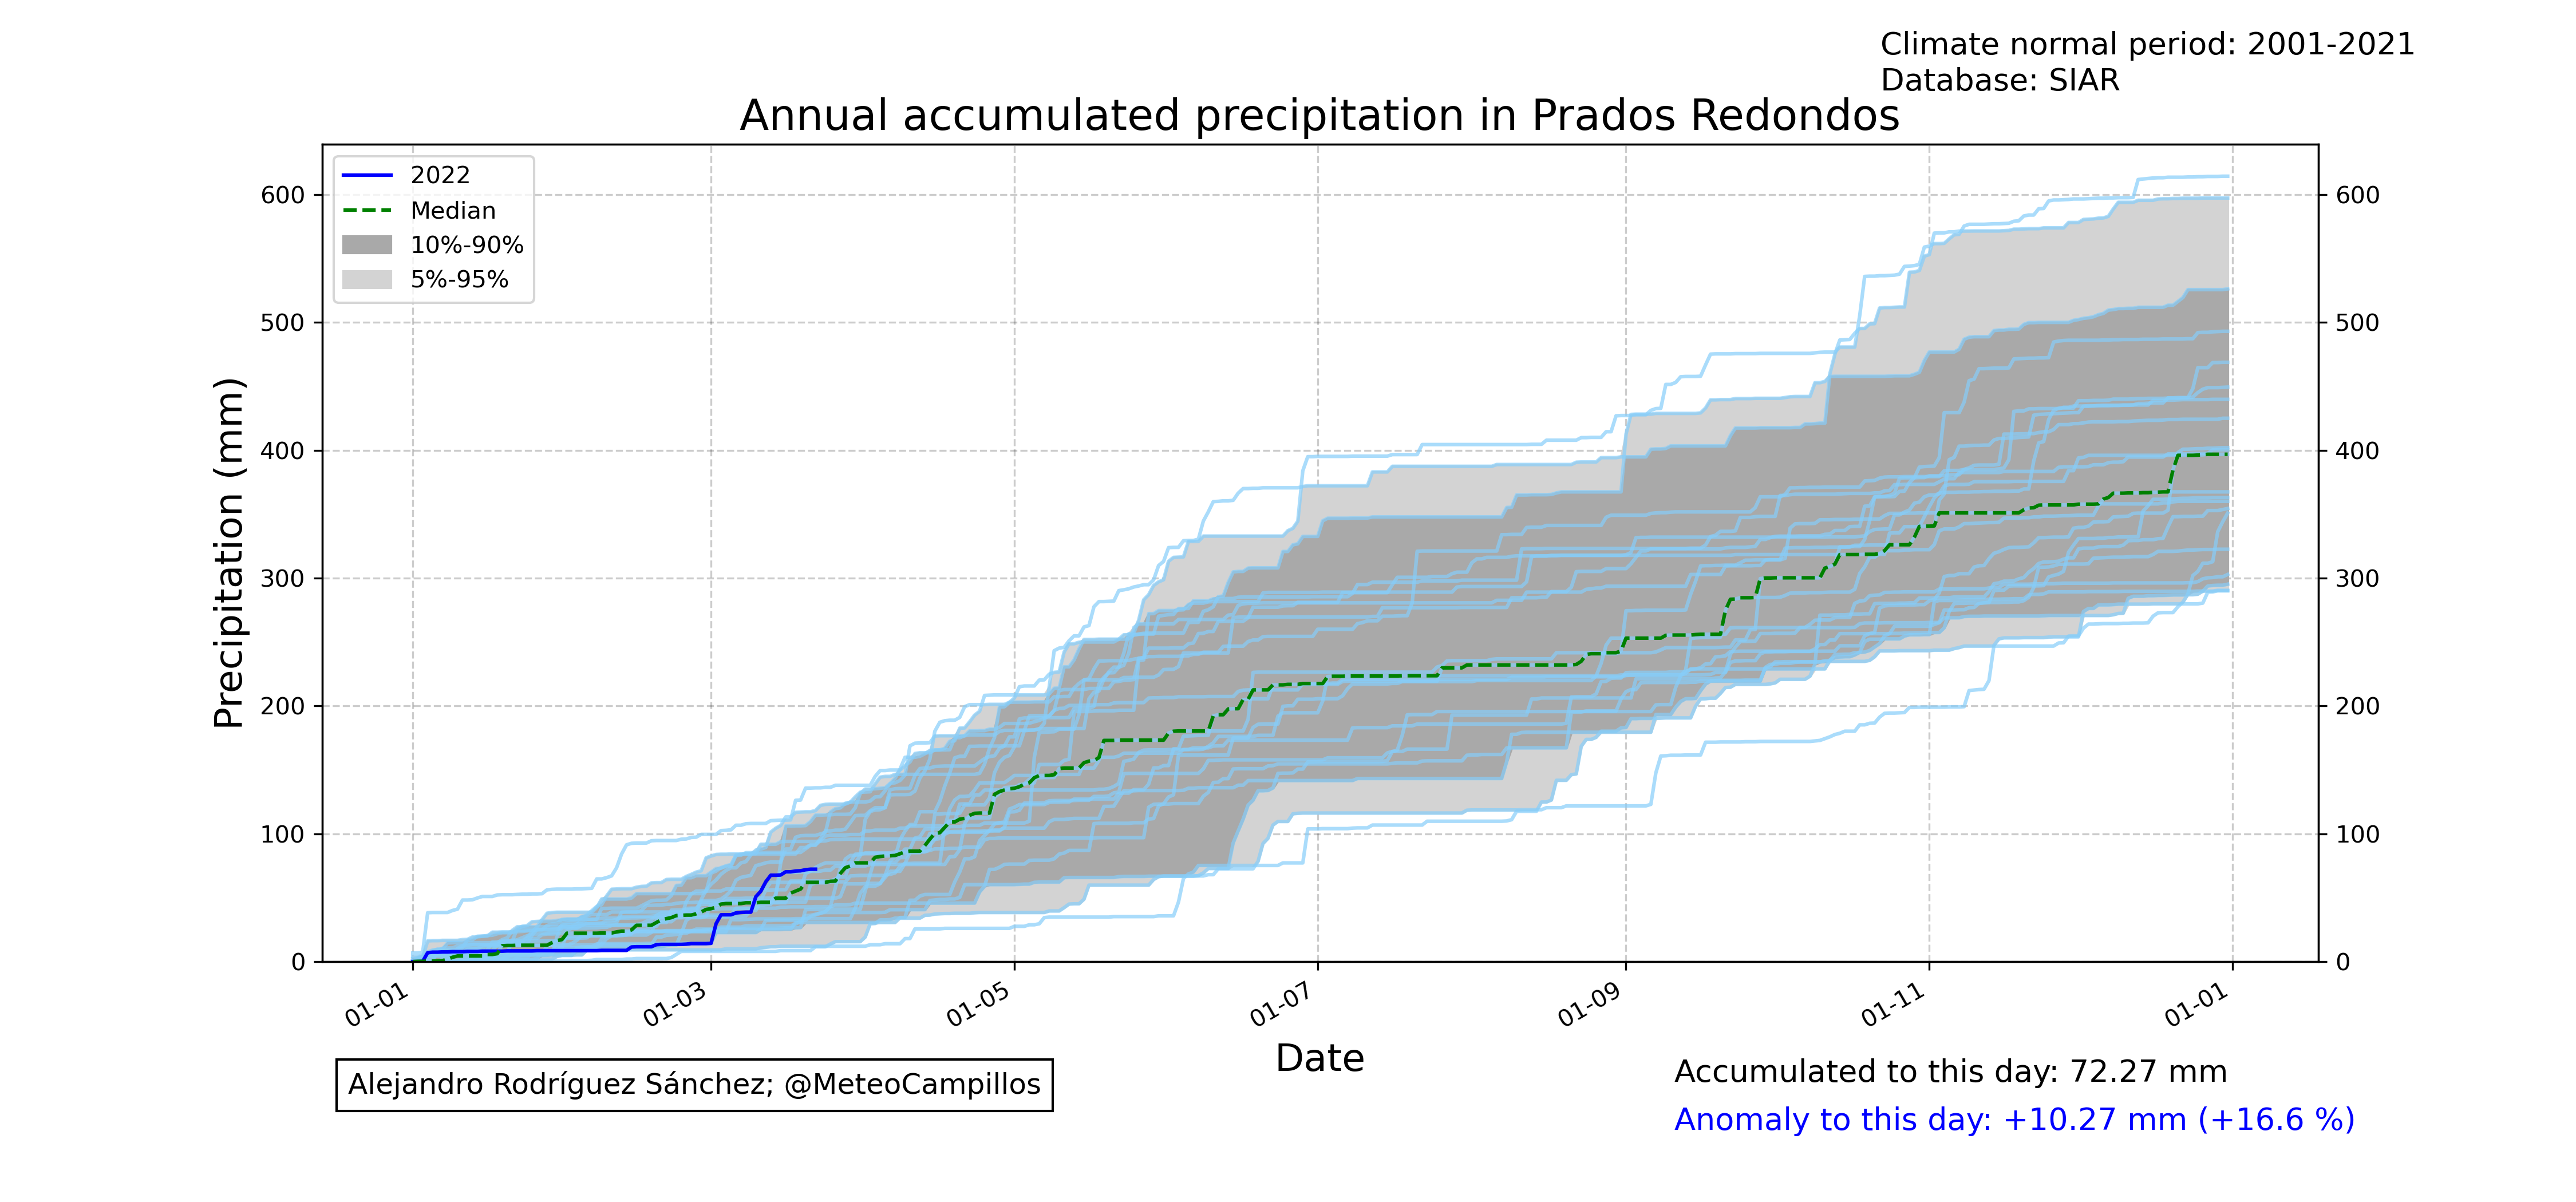 Climate normal period: 2001-2021
Database: SIAR
Annual accumulated precipitation in Prados Redondos
2022
Median
10%-90%
5%-95%
Precipitation (mm)
600
500
400
300
200
100
0
600
500
400
300
200
100
0
01-01
01-03
01-05
01-07
01-09
01-11
01-01
Date
Alejandro Rodríguez Sánchez; @MeteoCampillos
Accumulated to this day: 72.27 mm
Anomaly to this day: +10.27 mm (+16.6 %)